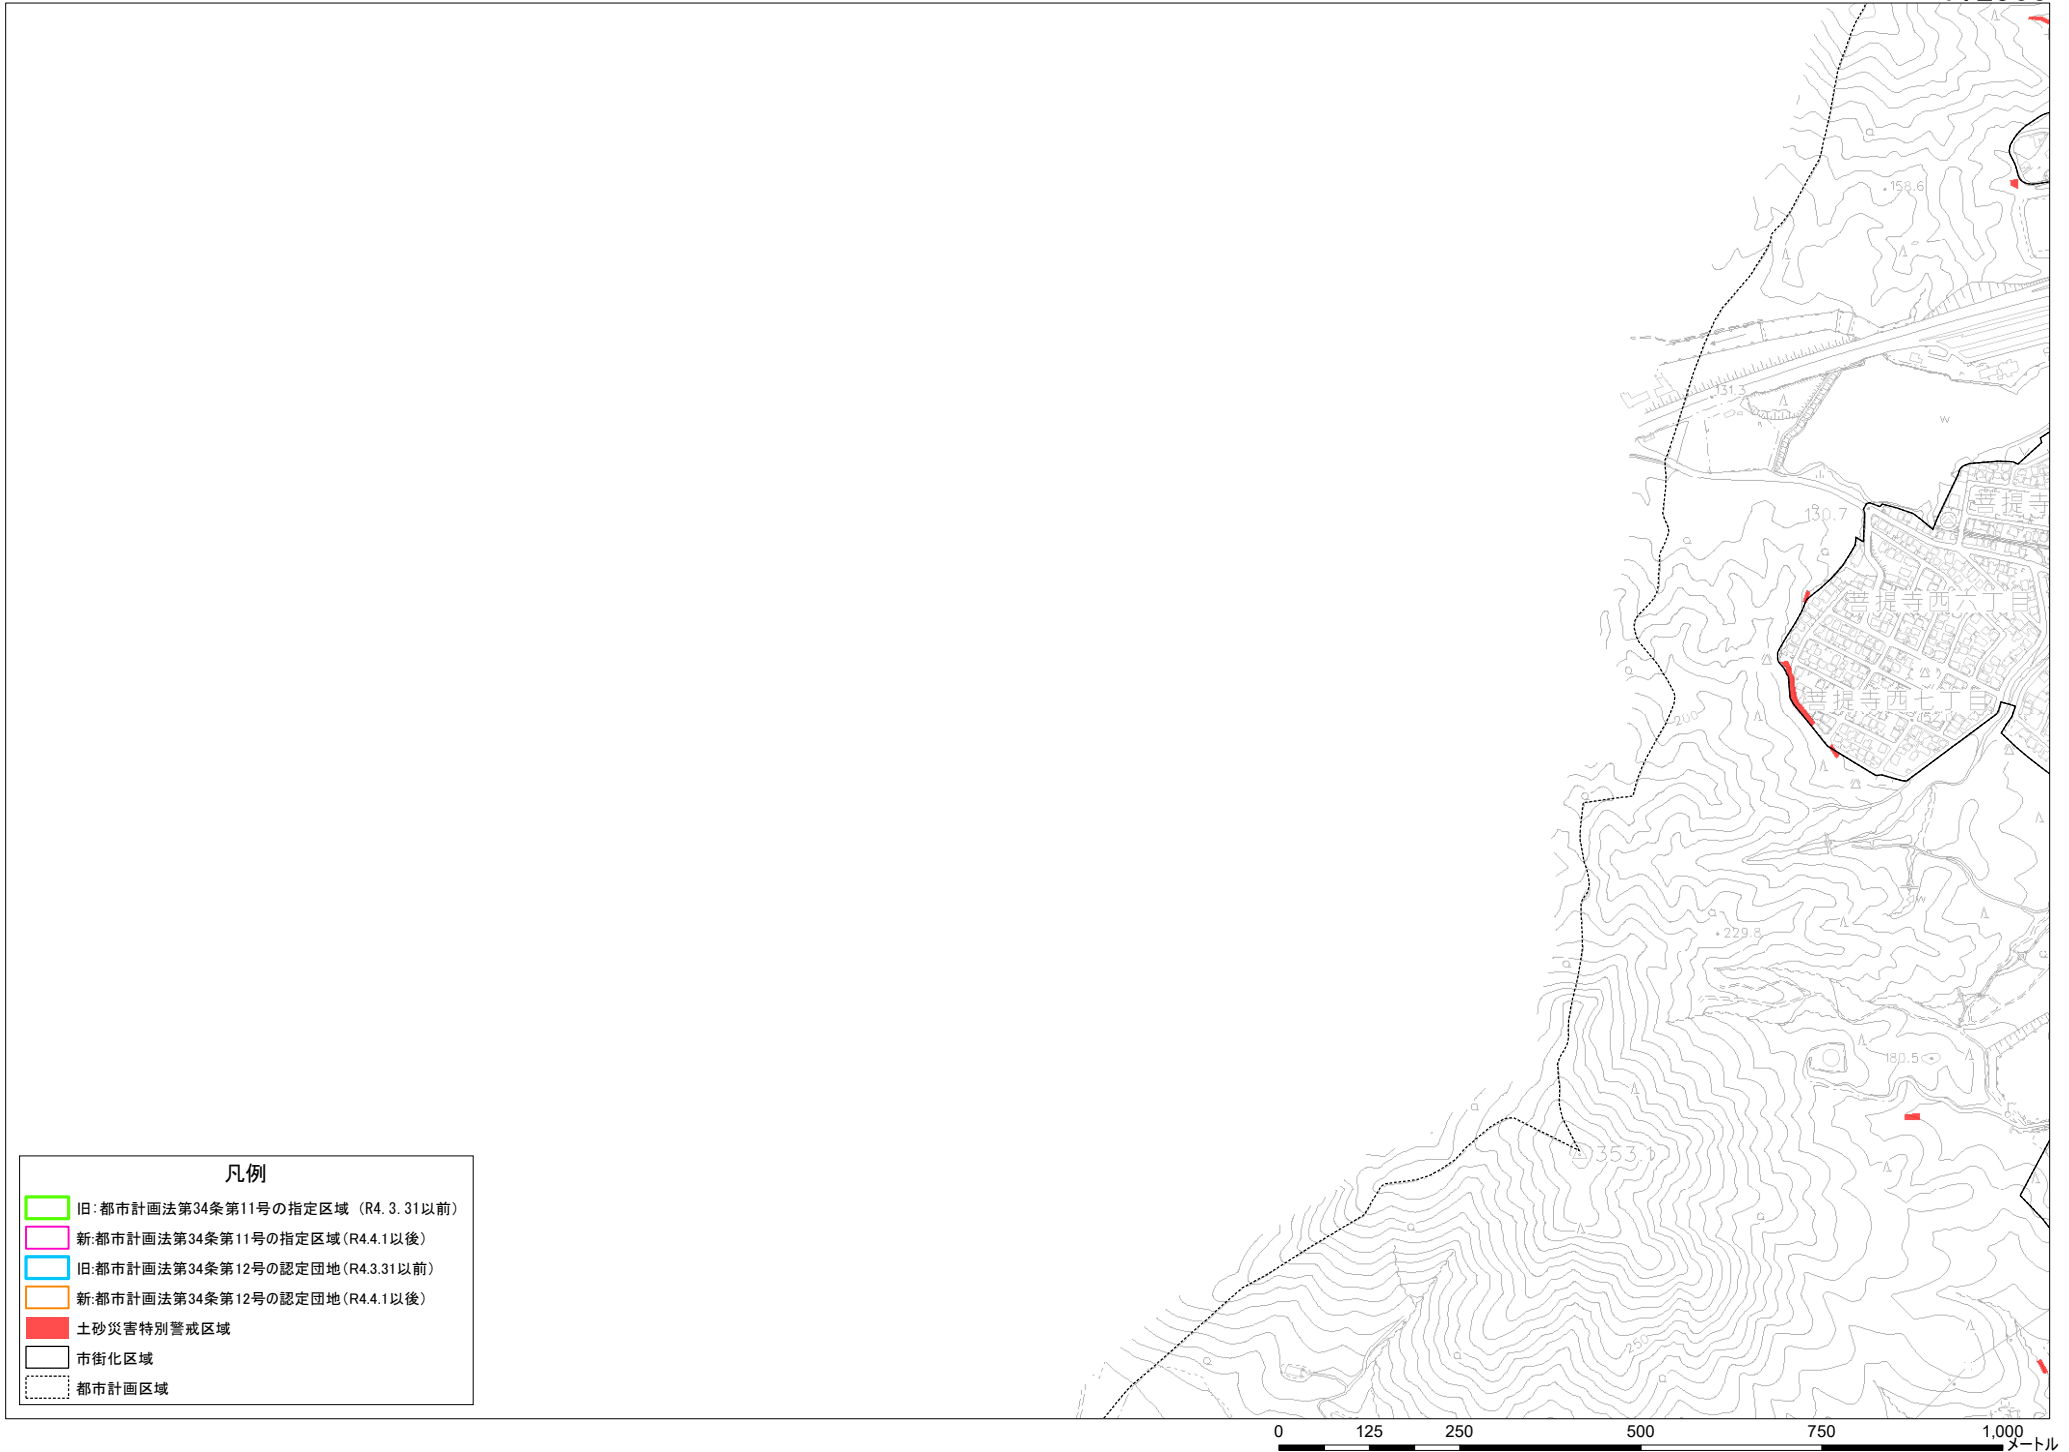 158.6
131.3
菩提寺
130.7
菩提寺西六丁目
菩提寺西七丁目
200
229.8
180.5
353.1
250
凡例
旧：都市計画法第34条第11号の指定区域（R4.3.31以前）
新:都市計画法第34条第11号の指定区域（R4.4.1以後）
旧:都市計画法第34条第12号の認定団地（R4.3.31以前）
新:都市計画法第34条第12号の認定団地（R4.4.1以後）
土砂災害特別警戒区域
市街化区域
都市計画区域
0 125 250 500 750 1,000
メートル